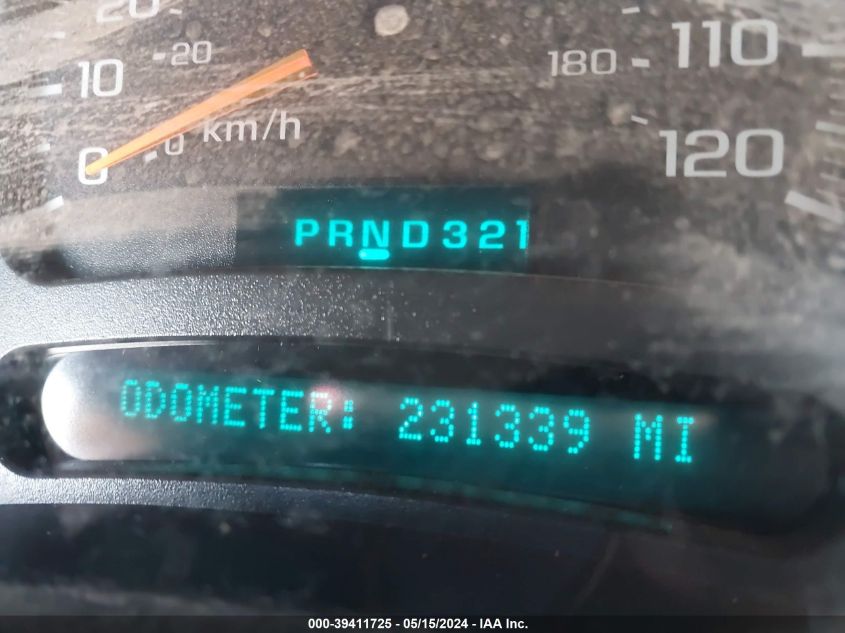 20 110
10 20 180
km/h
0 0 120
PRND321
ODOMETER: 231339 MI
000-39411725 - 05/15/2024 - IAA Inc.